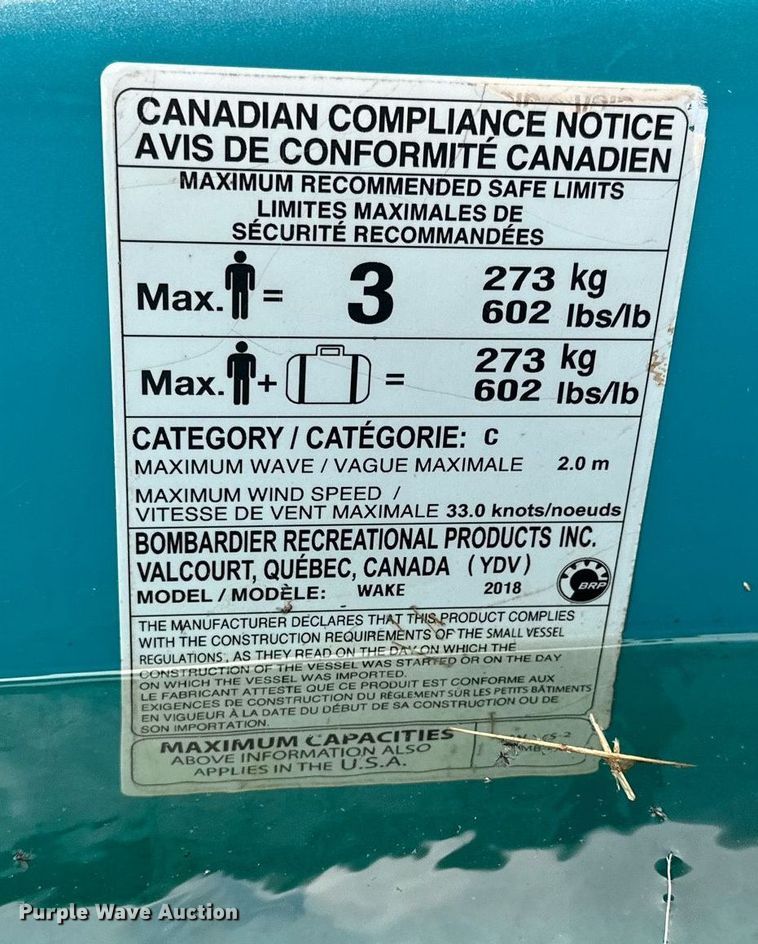 CANADIAN COMPLIANCE NOTICE
AVIS DE CONFORMITÉ CANADIEN
MAXIMUM RECOMMENDED SAFE LIMITS
LIMITES MAXIMALES DE
SÉCURITÉ RECOMMANDÉES
Max. = 3 273 kg
602 lbs/lb
Max. + = 273 kg
602 lbs/lb
CATEGORY / CATÉGORIE: C
MAXIMUM WAVE / VAGUE MAXIMALE 2.0 m
MAXIMUM WIND SPEED /
VITESSE DE VENT MAXIMALE 33.0 knots/noeuds
BOMBARDIER RECREATIONAL PRODUCTS INC.
VALCOURT, QUÉBEC, CANADA (YDV)
MODEL / MODÈLE: WAKE 2018
BRP
THE MANUFACTURER DECLARES THAT THIS PRODUCT COMPLIES
WITH THE CONSTRUCTION REQUIREMENTS OF THE SMALL VESSEL
REGULATIONS, AS THEY READ ON THE DAY ON WHICH THE
CONSTRUCTION OF THE VESSEL WAS STARTED OR ON THE DAY
ON WHICH THE VESSEL WAS IMPORTED.
LE FABRICANT ATTESTE QUE CE PRODUIT EST CONFORME AUX
EXIGENCES DE CONSTRUCTION DU RÈGLEMENT SUR LES PETITS BÂTIMENTS
EN VIGUEUR À LA DATE DU DÉBUT DE SA CONSTRUCTION OU DE
SON IMPORTATION.
MAXIMUM CAPACITIES
ABOVE INFORMATION ALSO
APPLIES IN THE U.S.A.
Purple Wave Auction